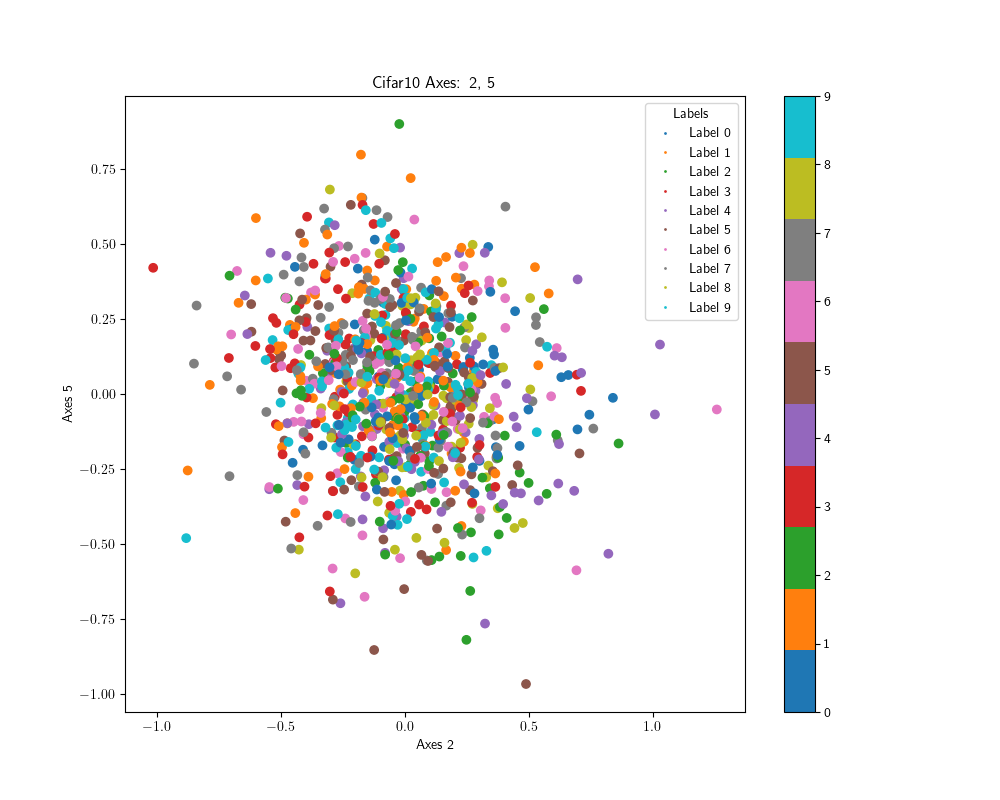 Cifar10 Axes: 2, 5
Labels
Label 0
Label 1
Label 2
Label 3
Label 4
Label 5
Label 6
Label 7
Label 8
Label 9
0.75
0.50
0.25
0.00
−0.25
−0.50
−0.75
−1.00
Axes 5
−1.0 −0.5 0.0 0.5 1.0
Axes 2
9
8
7
6
5
4
3
2
1
0